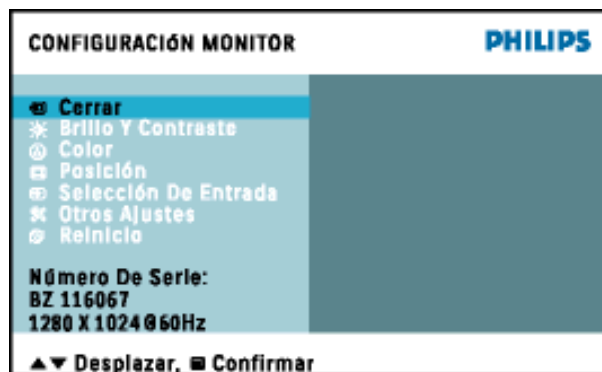 CONFIGURACIÓN MONITOR PHILIPS
Cerrar
Brillo Y Contraste
Color
Posición
Selección De Entrada
Otros Ajustes
Reinicio
Número De Serie:
BZ 116067
1280 X 1024@60Hz
▲▼ Desplazar, Confirmar